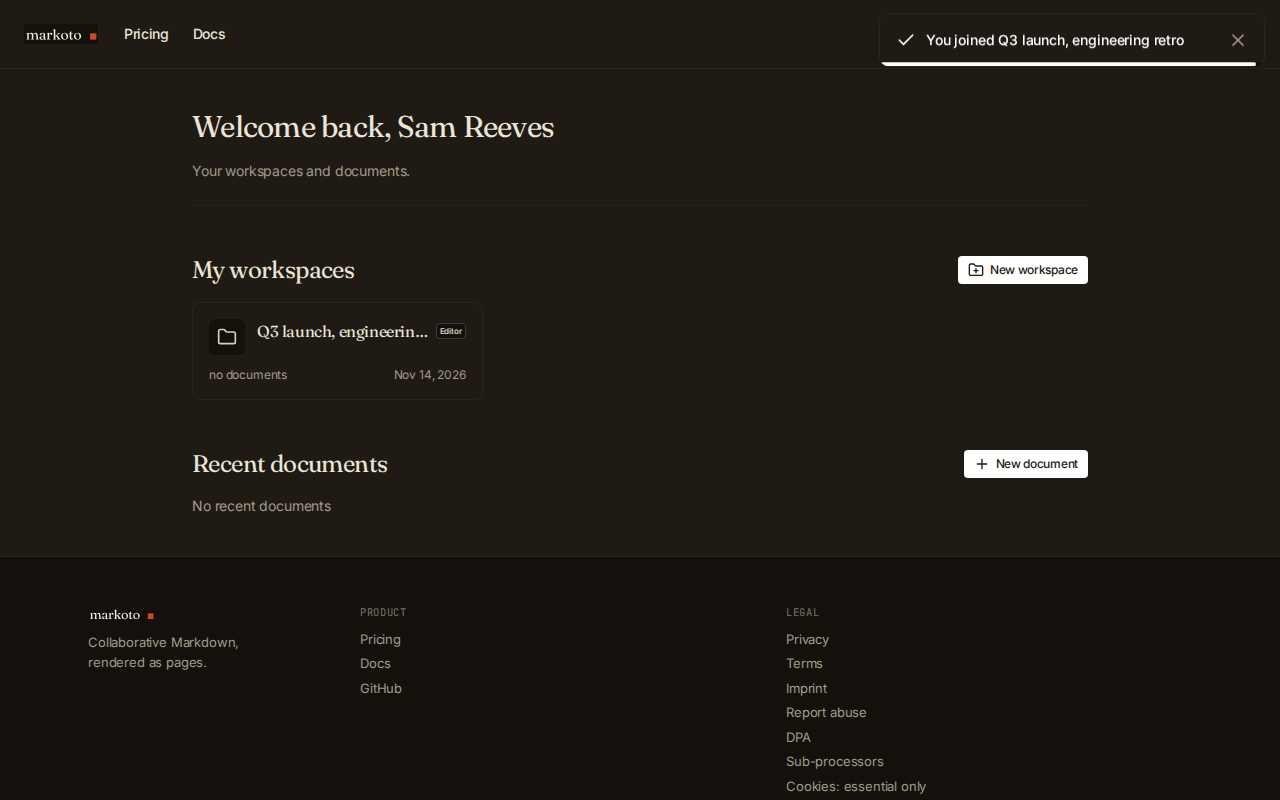 markoto
Pricing
Docs
You joined Q3 launch, engineering retro
Welcome back, Sam Reeves
Your workspaces and documents.
My workspaces
New workspace
Q3 launch, engineerin...
Editor
no documents
Nov 14, 2026
Recent documents
New document
No recent documents
markoto
Collaborative Markdown,
rendered as pages.
PRODUCT
Pricing
Docs
GitHub
LEGAL
Privacy
Terms
Imprint
Report abuse
DPA
Sub-processors
Cookies: essential only